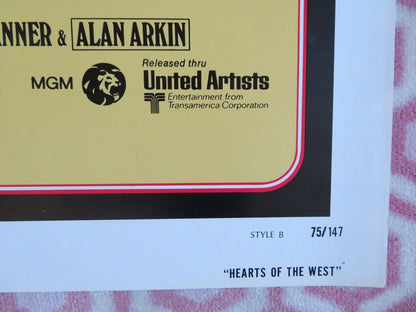 ANNER & ALAN ARKIN
Released thru
MGM
United Artists
Entertainment from
Transamerica Corporation
STYLE B 75/147
"HEARTS OF THE WEST"